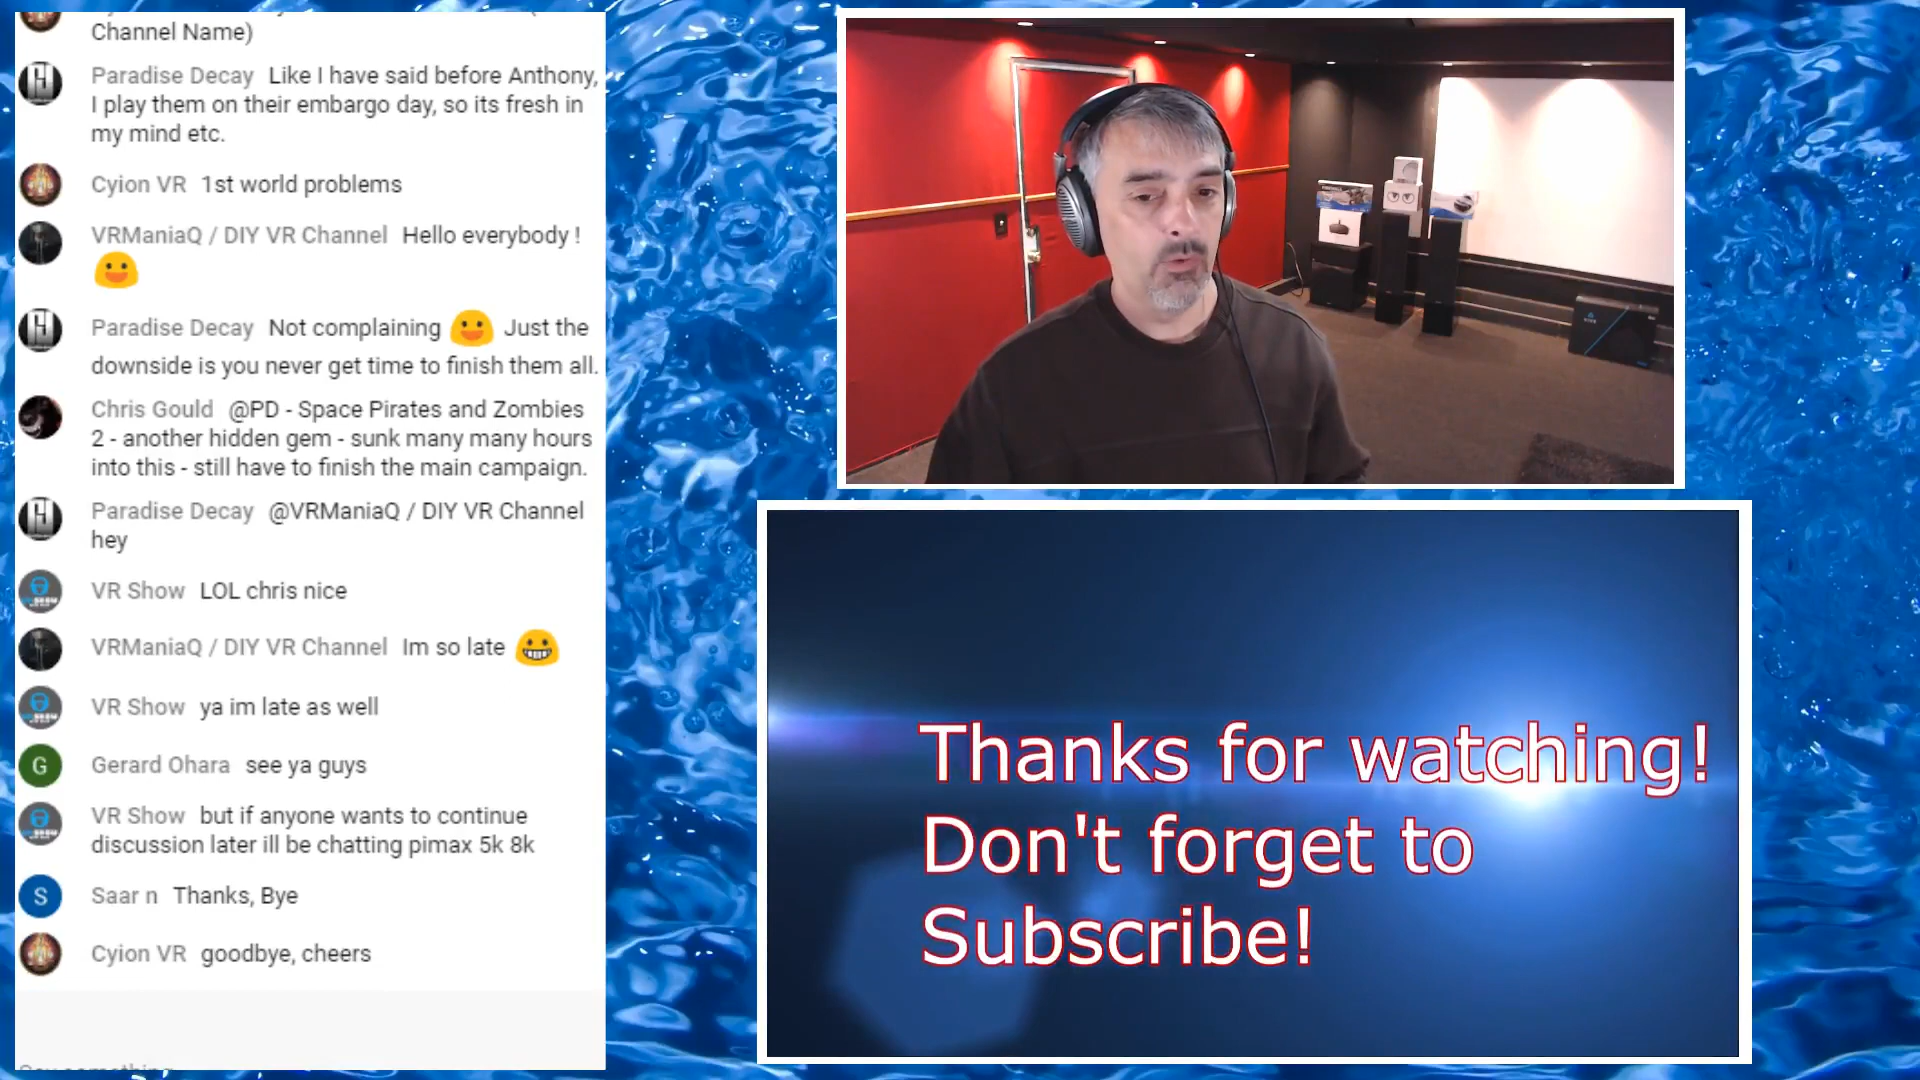 Channel Name)
Paradise Decay Like I have said before Anthony,
I play them on their embargo day, so its fresh in
my mind etc.
Cyion VR 1st world problems
VRManiaQ / DIY VR Channel Hello everybody !
Paradise Decay Not complaining Just the
downside is you never get time to finish them all.
Chris Gould @PD - Space Pirates and Zombies
2 - another hidden gem - sunk many many hours
into this - still have to finish the main campaign.
Paradise Decay @VRManiaQ / DIY VR Channel
hey
VR Show LOL chris nice
VRManiaQ / DIY VR Channel Im so late
VR Show ya im late as well
G Gerard Ohara see ya guys
VR Show but if anyone wants to continue
discussion later ill be chatting pimax 5k 8k
S Saar n Thanks, Bye
Cyion VR goodbye, cheers
Thanks for watching!
Don't forget to
Subscribe!